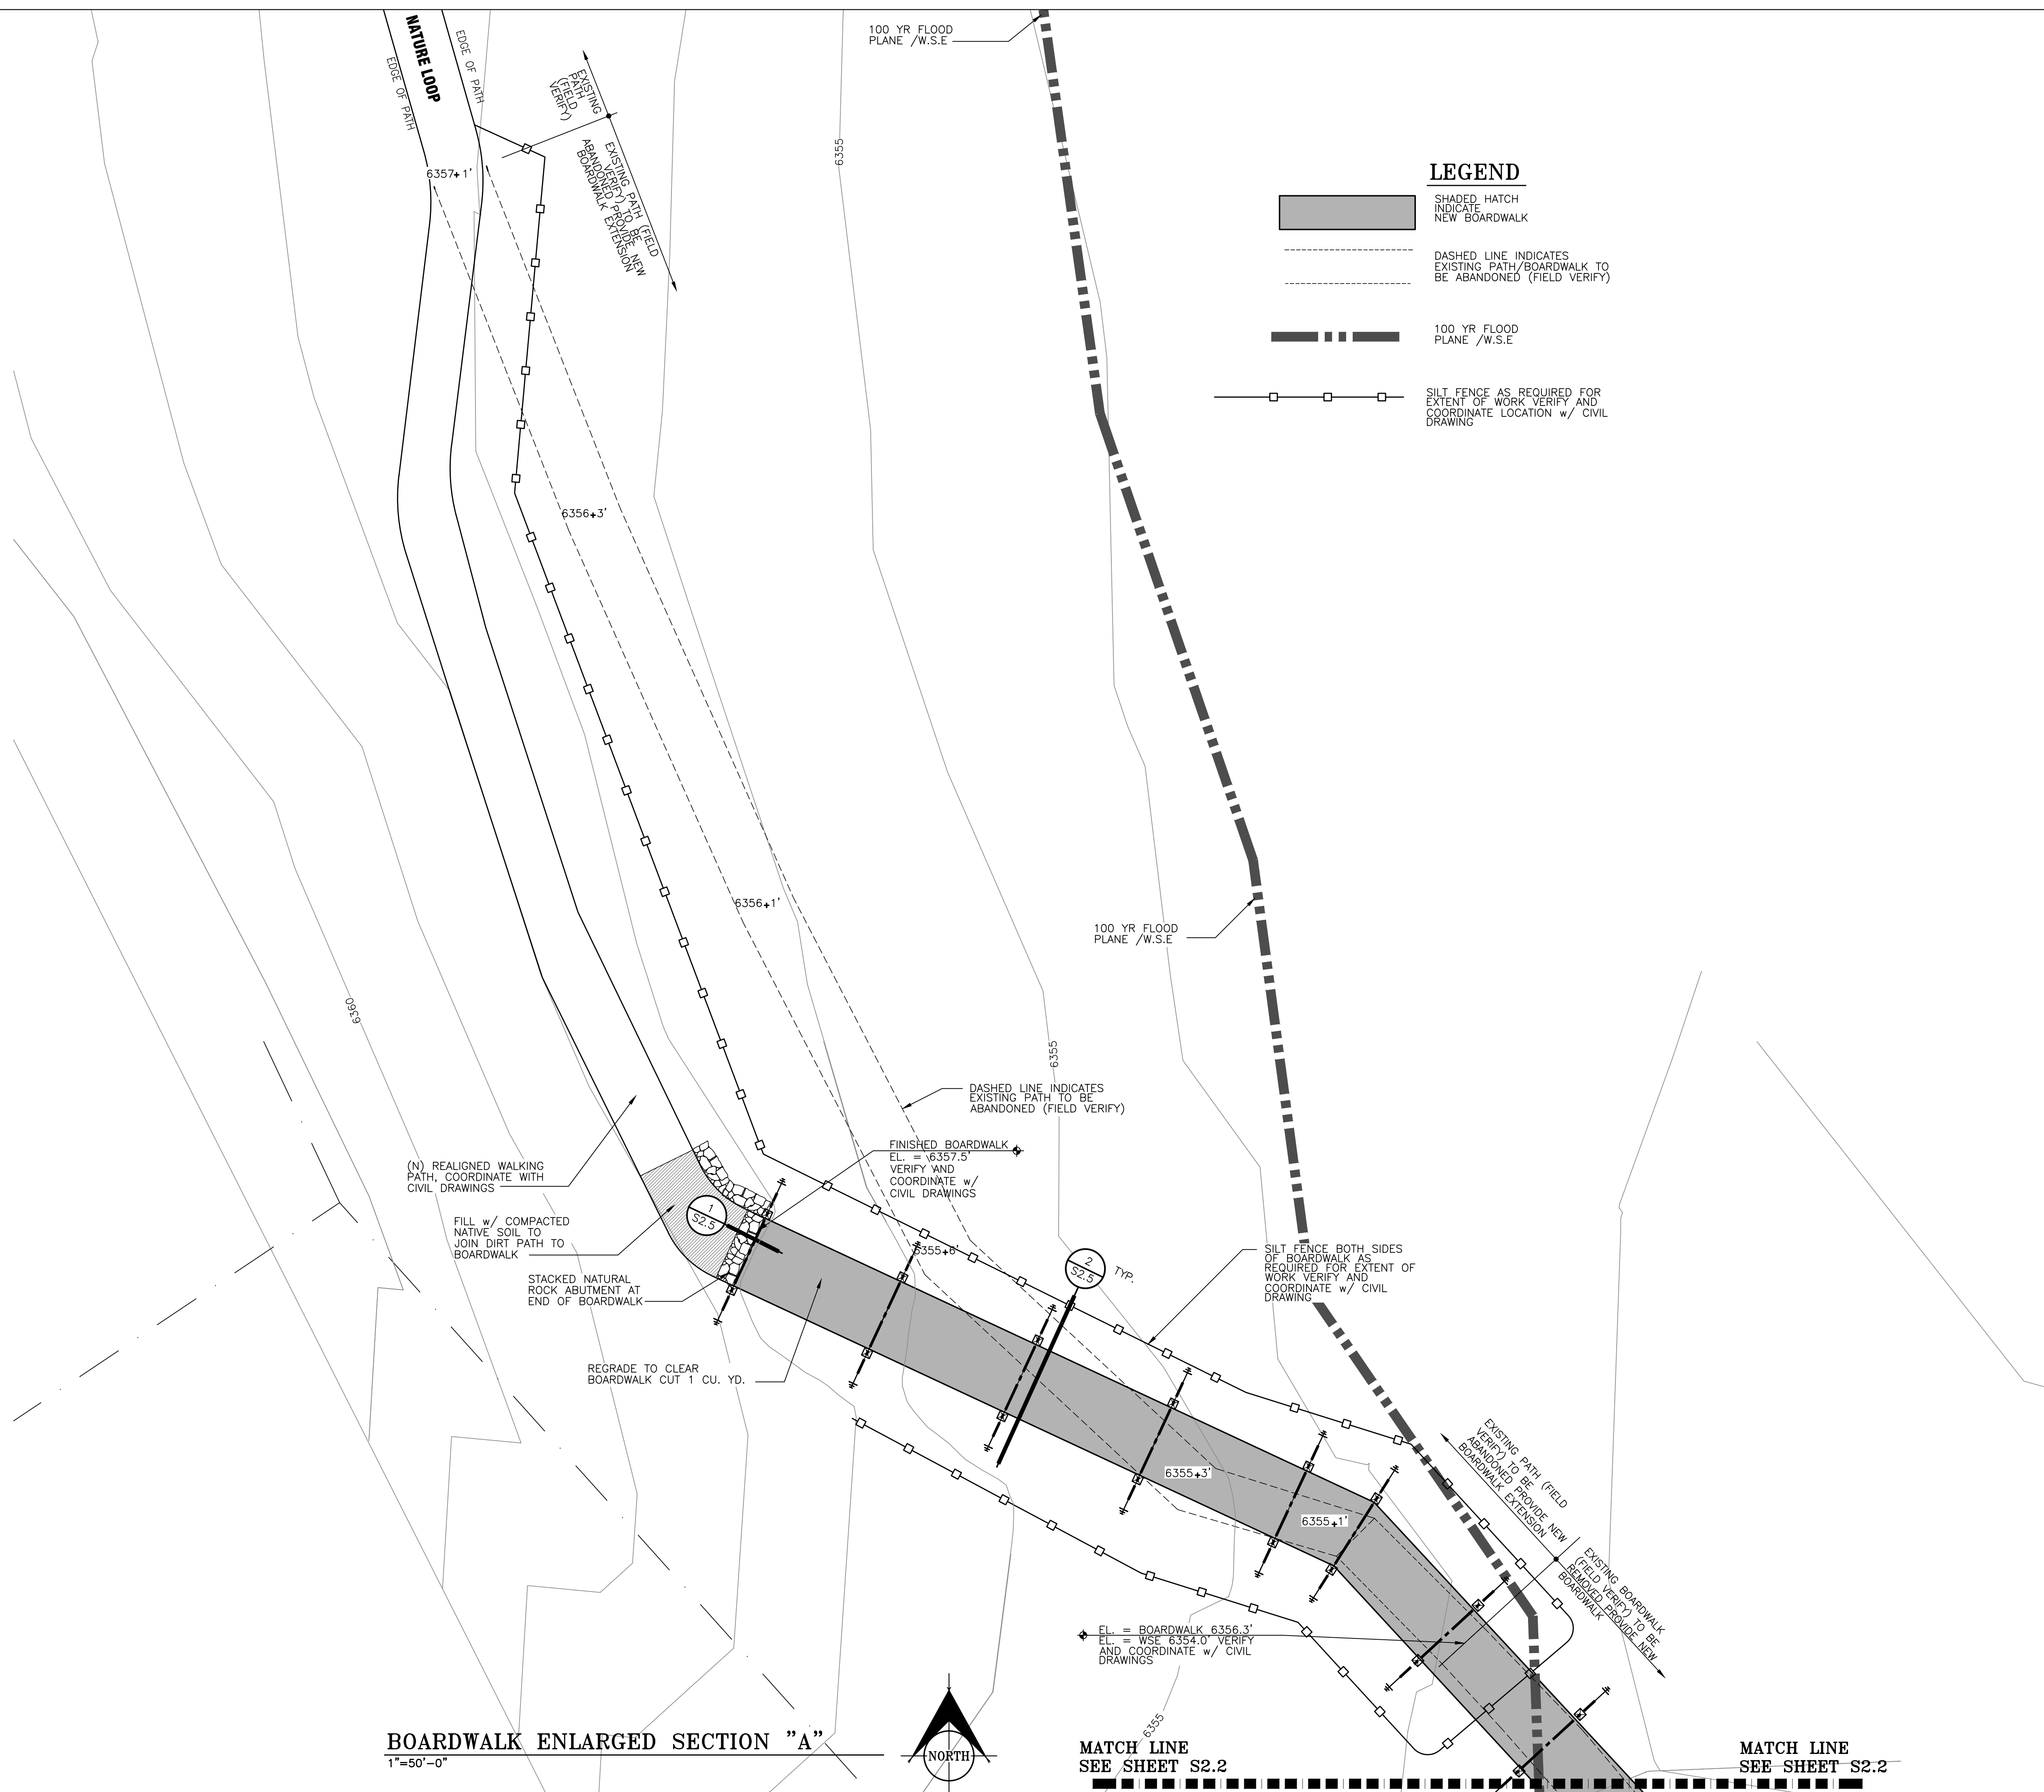 NATURE LOOP
EDGE OF PATH
EDGE OF PATH
EXISTING
PATH
(FIELD
VERIFY)
EXISTING PATH (FIELD
VERIFY) TO BE
ABANDONED PROVIDE NEW
BOARDWALK EXTENSION
6357+1'
100 YR FLOOD
PLANE /W.S.E
6355
LEGEND
SHADED HATCH
INDICATE
NEW BOARDWALK
DASHED LINE INDICATES
EXISTING PATH/BOARDWALK TO
BE ABANDONED (FIELD VERIFY)
100 YR FLOOD
PLANE /W.S.E
SILT FENCE AS REQUIRED FOR
EXTENT OF WORK VERIFY AND
COORDINATE LOCATION w/ CIVIL
DRAWING
6356+3'
6356+1'
100 YR FLOOD
PLANE /W.S.E
6360
6355
DASHED LINE INDICATES
EXISTING PATH TO BE
ABANDONED (FIELD VERIFY)
FINISHED BOARDWALK
EL. = 6357.5'
VERIFY AND
COORDINATE w/
CIVIL DRAWINGS
(N) REALIGNED WALKING
PATH, COORDINATE WITH
CIVIL DRAWINGS
FILL w/ COMPACTED
NATIVE SOIL TO
JOIN DIRT PATH TO
BOARDWALK
1
S2.5
STACKED NATURAL
ROCK ABUTMENT AT
END OF BOARDWALK
REGRADE TO CLEAR
BOARDWALK CUT 1 CU. YD.
6355+6'
2
S2.5
TYP.
SILT FENCE BOTH SIDES
OF BOARDWALK AS
REQUIRED FOR EXTENT OF
WORK VERIFY AND
COORDINATE w/ CIVIL
DRAWING
6355+3'
6355+1'
EXISTING PATH (FIELD
VERIFY) TO BE
ABANDONED PROVIDE NEW
BOARDWALK EXTENSION
EXISTING BOARDWALK
(FIELD VERIFY) TO BE
REMOVED PROVIDE NEW
BOARDWALK
EL. = BOARDWALK 6356.3'
EL. = WSE 6354.0' VERIFY
AND COORDINATE w/ CIVIL
DRAWINGS
6355
BOARDWALK ENLARGED SECTION "A"
1"=50'-0"
NORTH
MATCH LINE
SEE SHEET S2.2
MATCH LINE
SEE SHEET S2.2